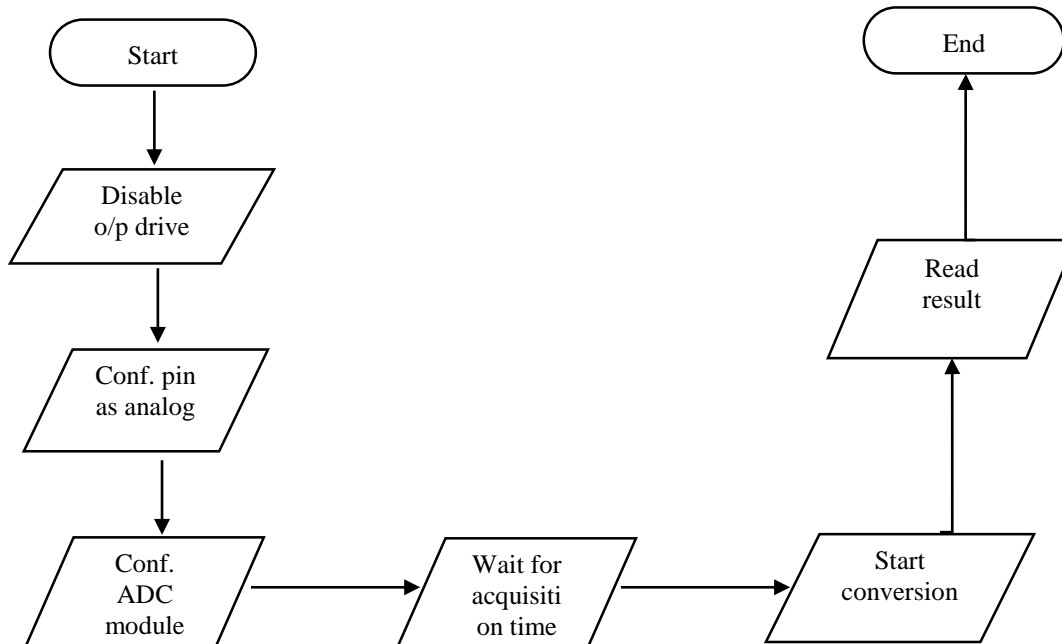 Start
Disable
o/p drive
Conf. pin
as analog
Conf.
ADC
module
Wait for
acquisiti
on time
Start
conversion
Read
result
End